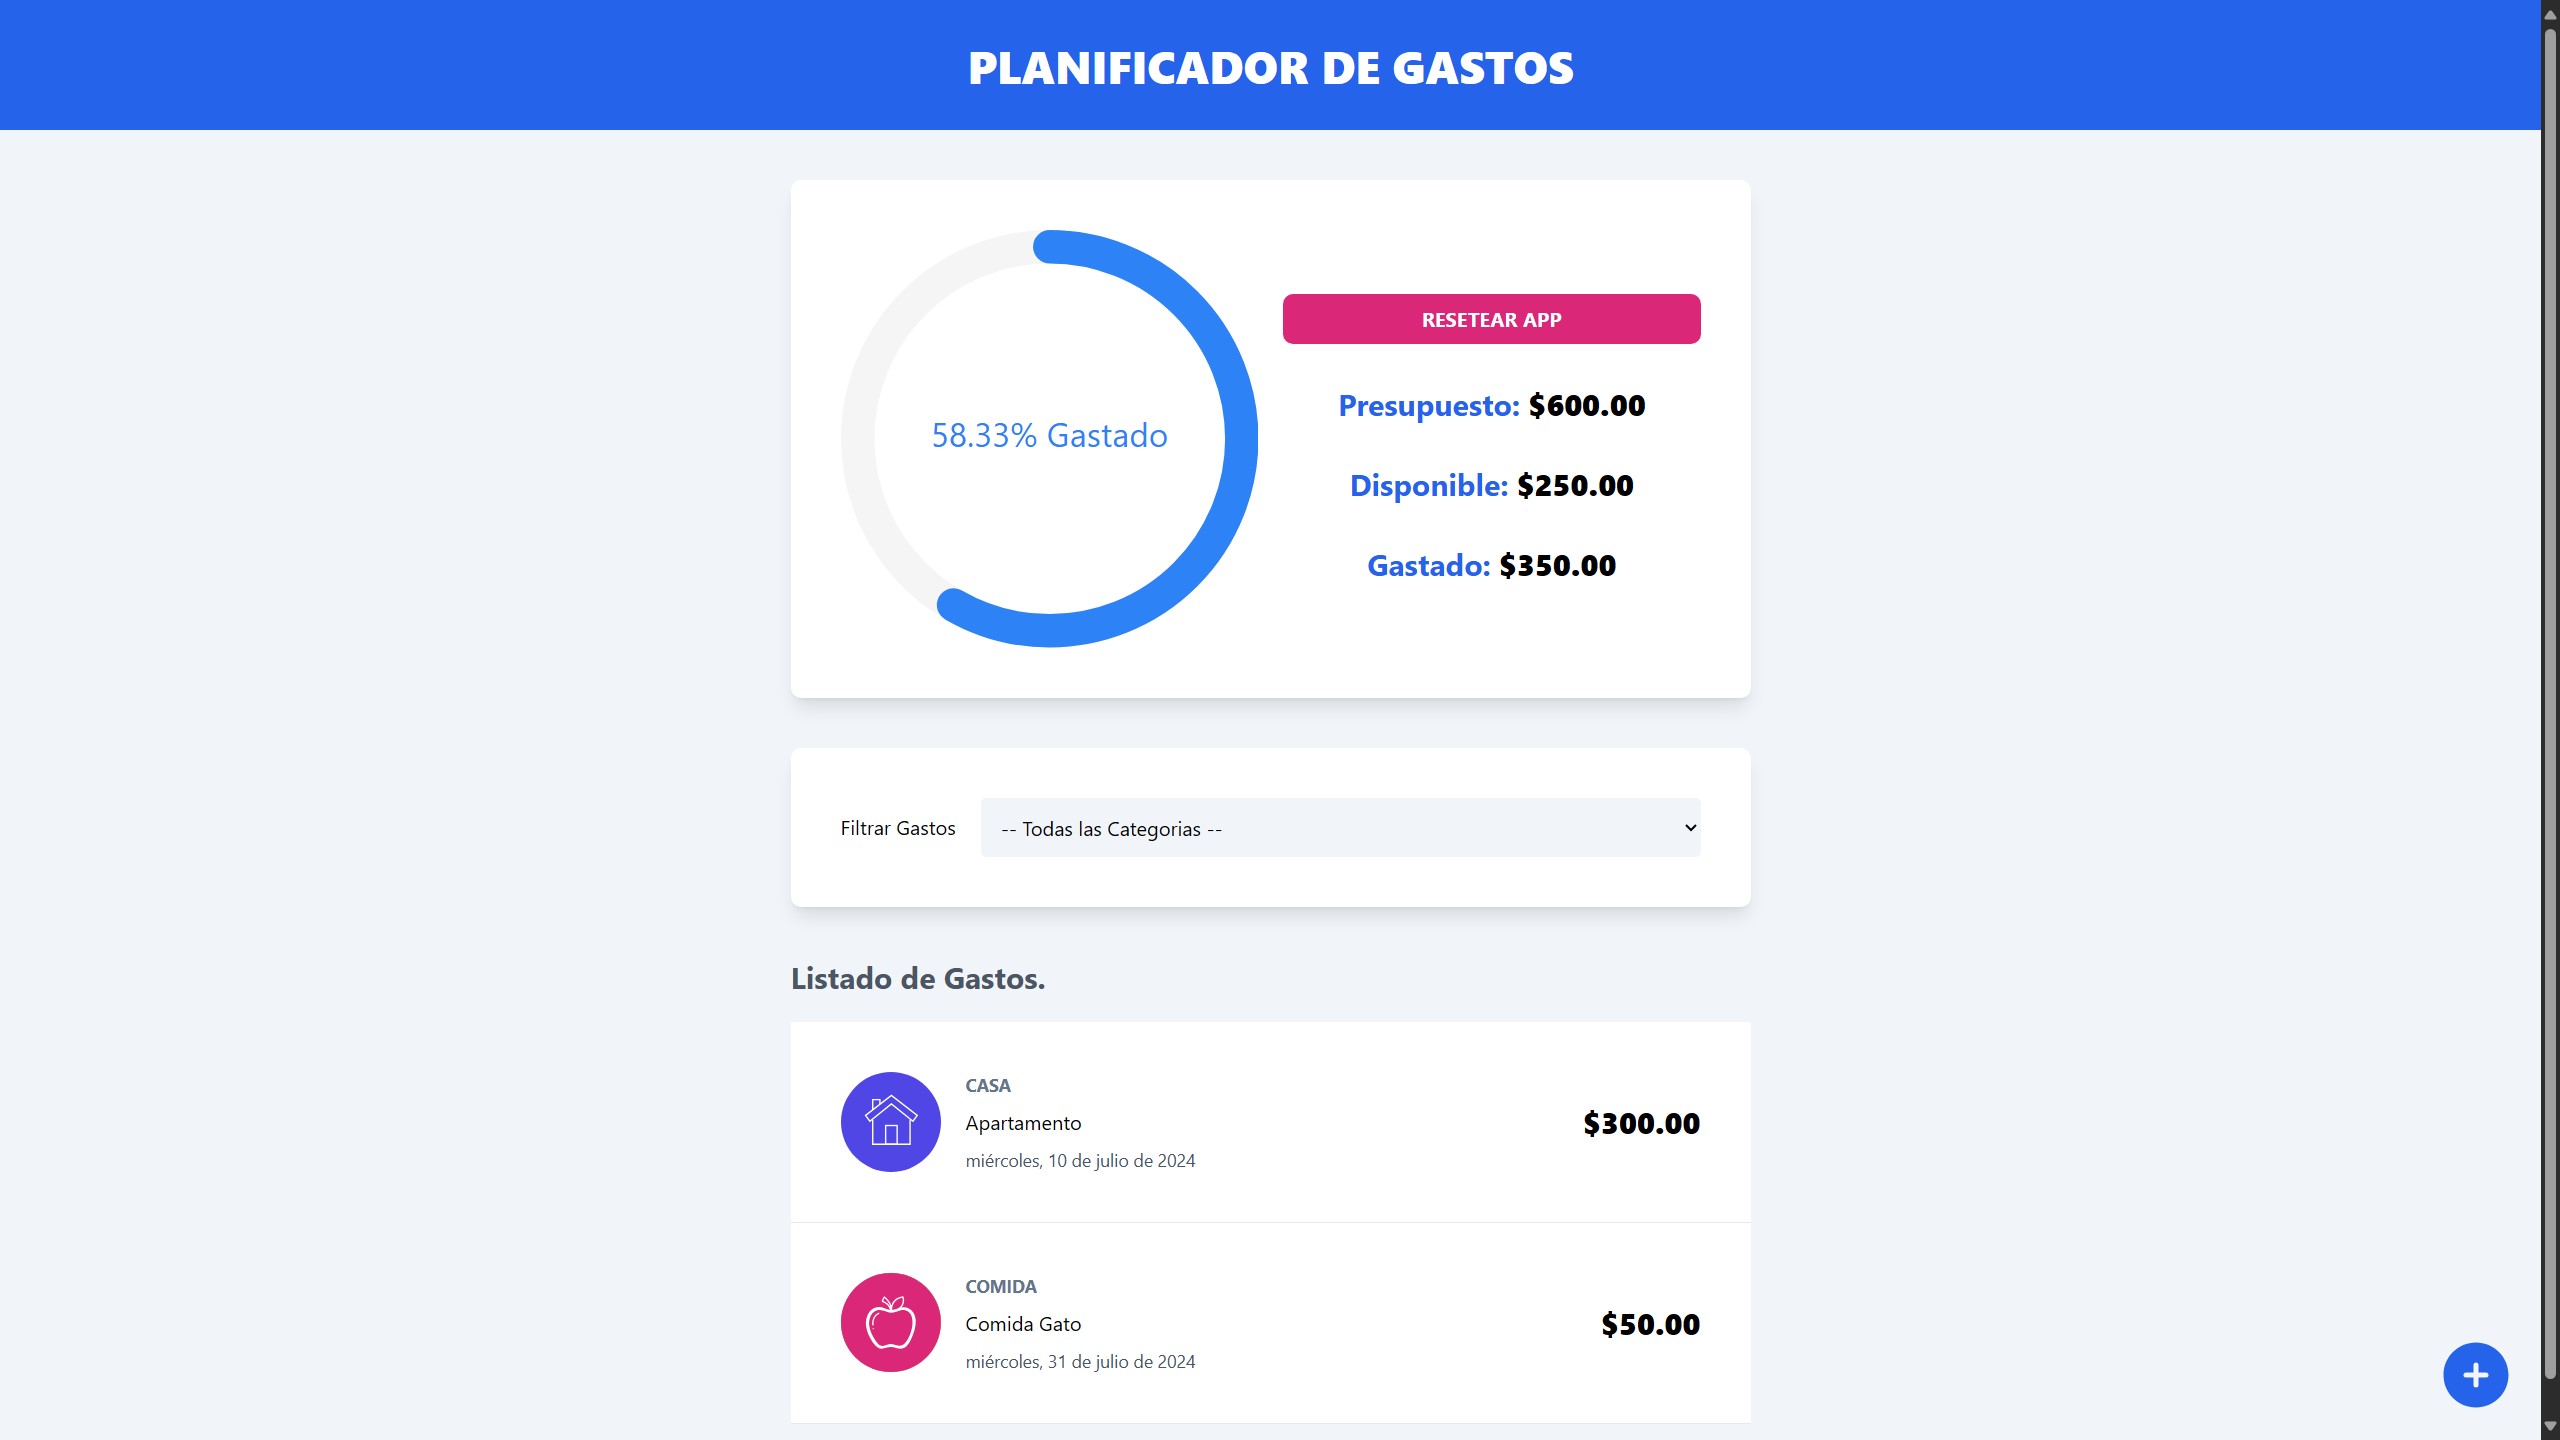 PLANIFICADOR DE GASTOS
58.33% Gastado
RESETEAR APP
Presupuesto: $600.00
Disponible: $250.00
Gastado: $350.00
Filtrar Gastos
-- Todas las Categorias --
Listado de Gastos.
CASA
Apartamento
miércoles, 10 de julio de 2024
$300.00
COMIDA
Comida Gato
miércoles, 31 de julio de 2024
$50.00